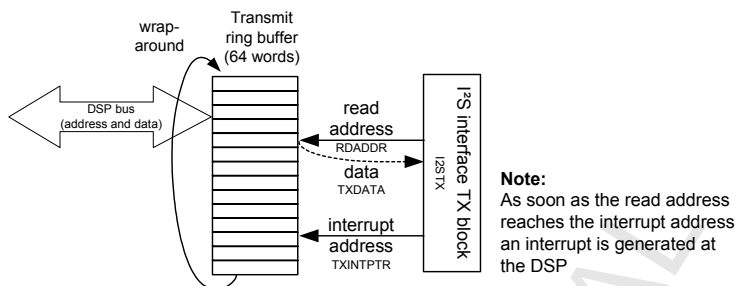 wrap-
around
Transmit
ring buffer
(64 words)
DSP bus
(address and data)
read
address
RDADDR
data
TXDATA
interrupt
address
TXINTPTR
I²S interface TX block
I2STX
Note:
As soon as the read address
reaches the interrupt address
an interrupt is generated at
the DSP